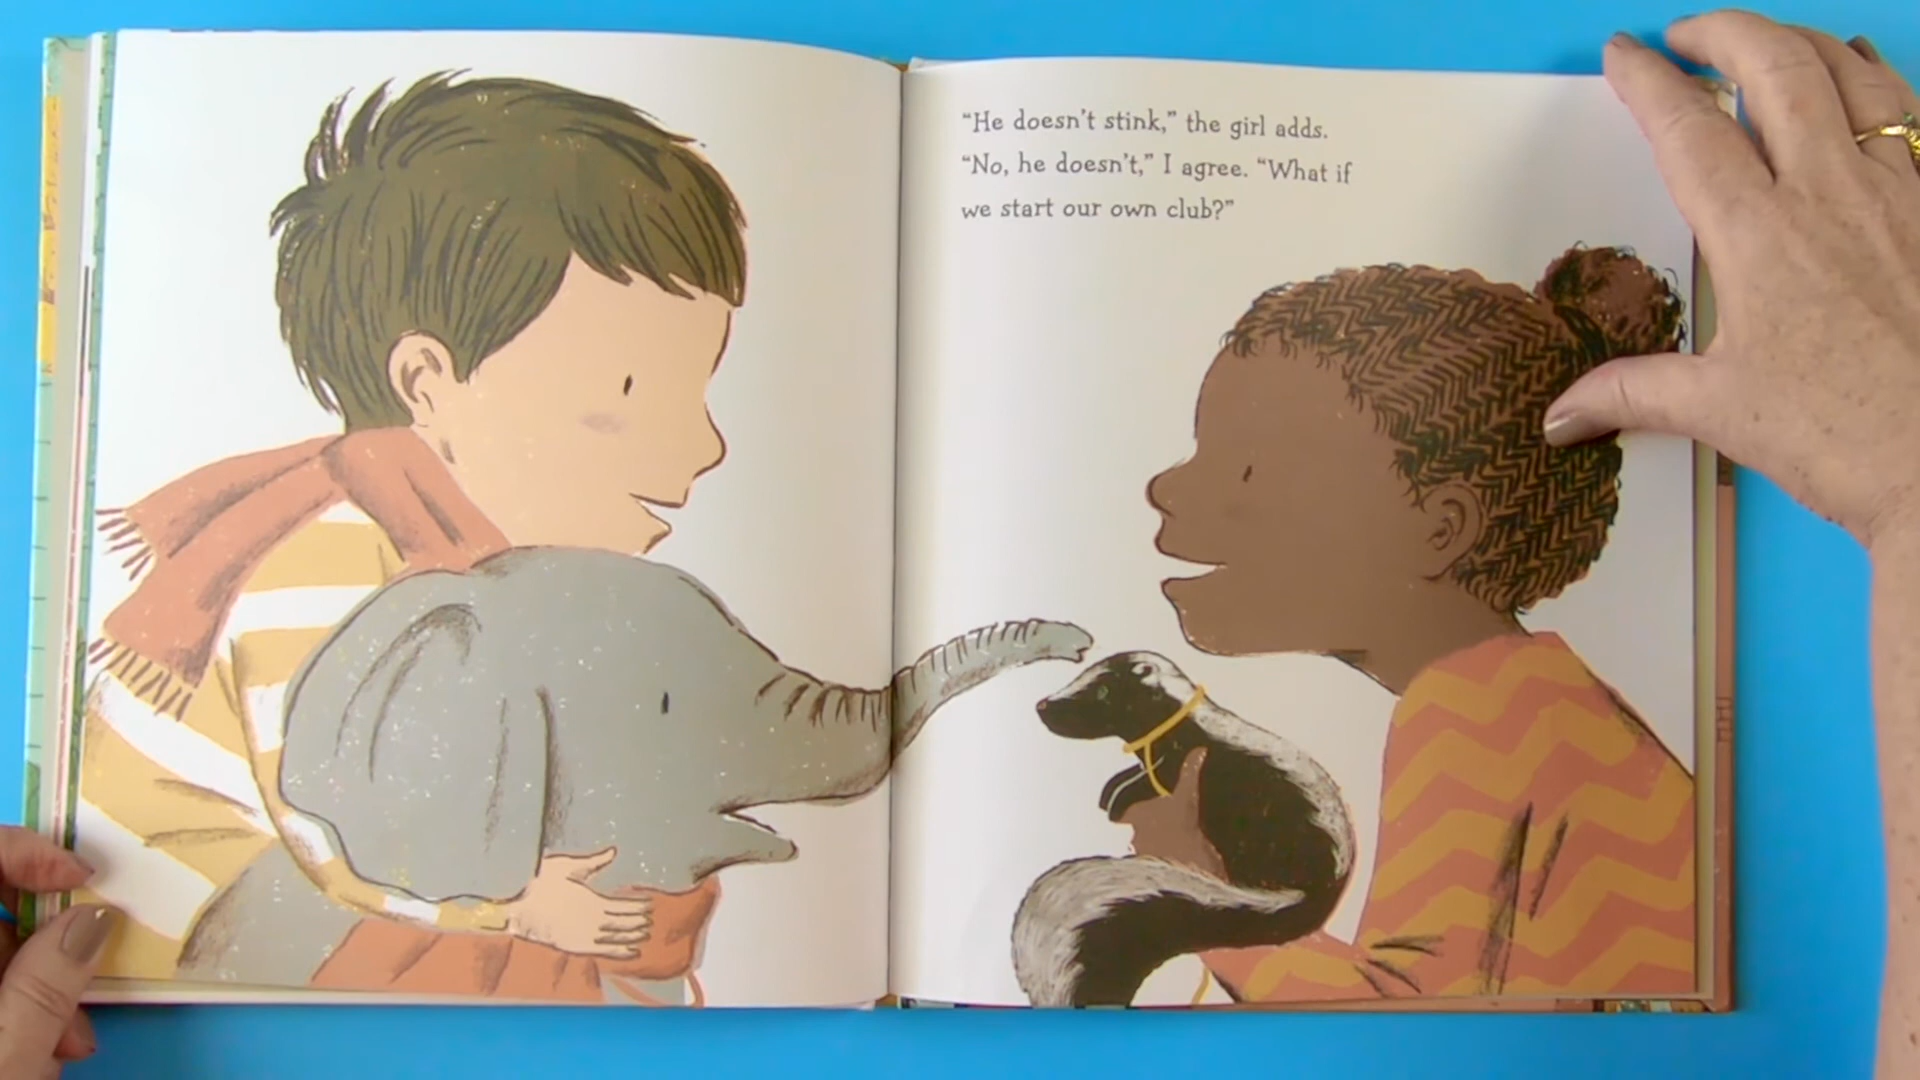 “He doesn’t stink,” the girl adds.
“No, he doesn’t,” I agree. “What if
we start our own club?”